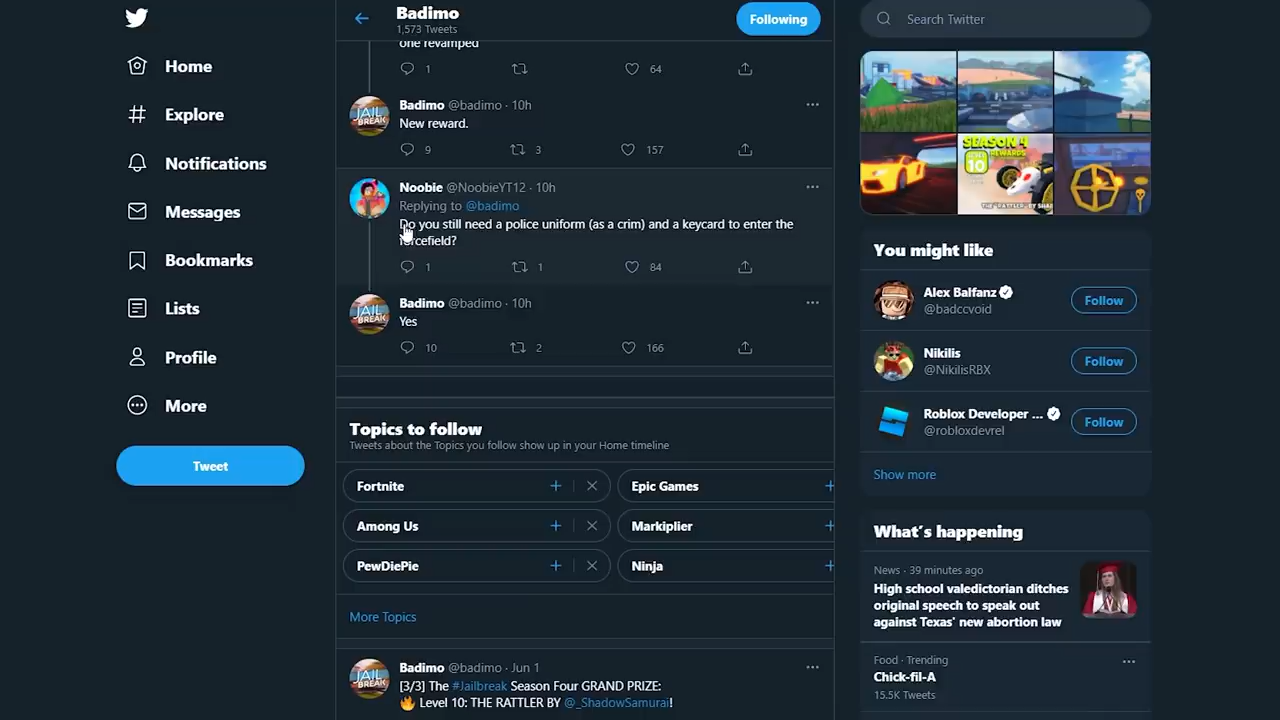 Home
Explore
Notifications
Messages
Bookmarks
Lists
Profile
More
Tweet
Badimo
1,573 Tweets
Following
one revamped
1
64
Badimo @badimo · 10h
New reward.
9
3
157
Noobie @NoobieYT12 · 10h
Replying to @badimo
Do you still need a police uniform (as a crim) and a keycard to enter the
forcefield?
1
1
84
Badimo @badimo · 10h
Yes
10
2
166
Topics to follow
Tweets about the Topics you follow show up in your Home timeline
Fortnite
Epic Games
Among Us
Markiplier
PewDiePie
Ninja
More Topics
Badimo @badimo · Jun 1
[3/3] The #Jailbreak Season Four GRAND PRIZE:
🔥 Level 10: THE RATTLER BY @_ShadowSamurai!
Search Twitter
SEASON 4
REWARDS
10
THE "RATTLER" BY
You might like
Alex Balfanz
@badccvoid
Follow
Nikilis
@NikilisRBX
Follow
Roblox Developer ...
@robloxdevrel
Follow
Show more
What's happening
News · 39 minutes ago
High school valedictorian ditches
original speech to speak out
against Texas' new abortion law
Food · Trending
Chick-fil-A
15.5K Tweets